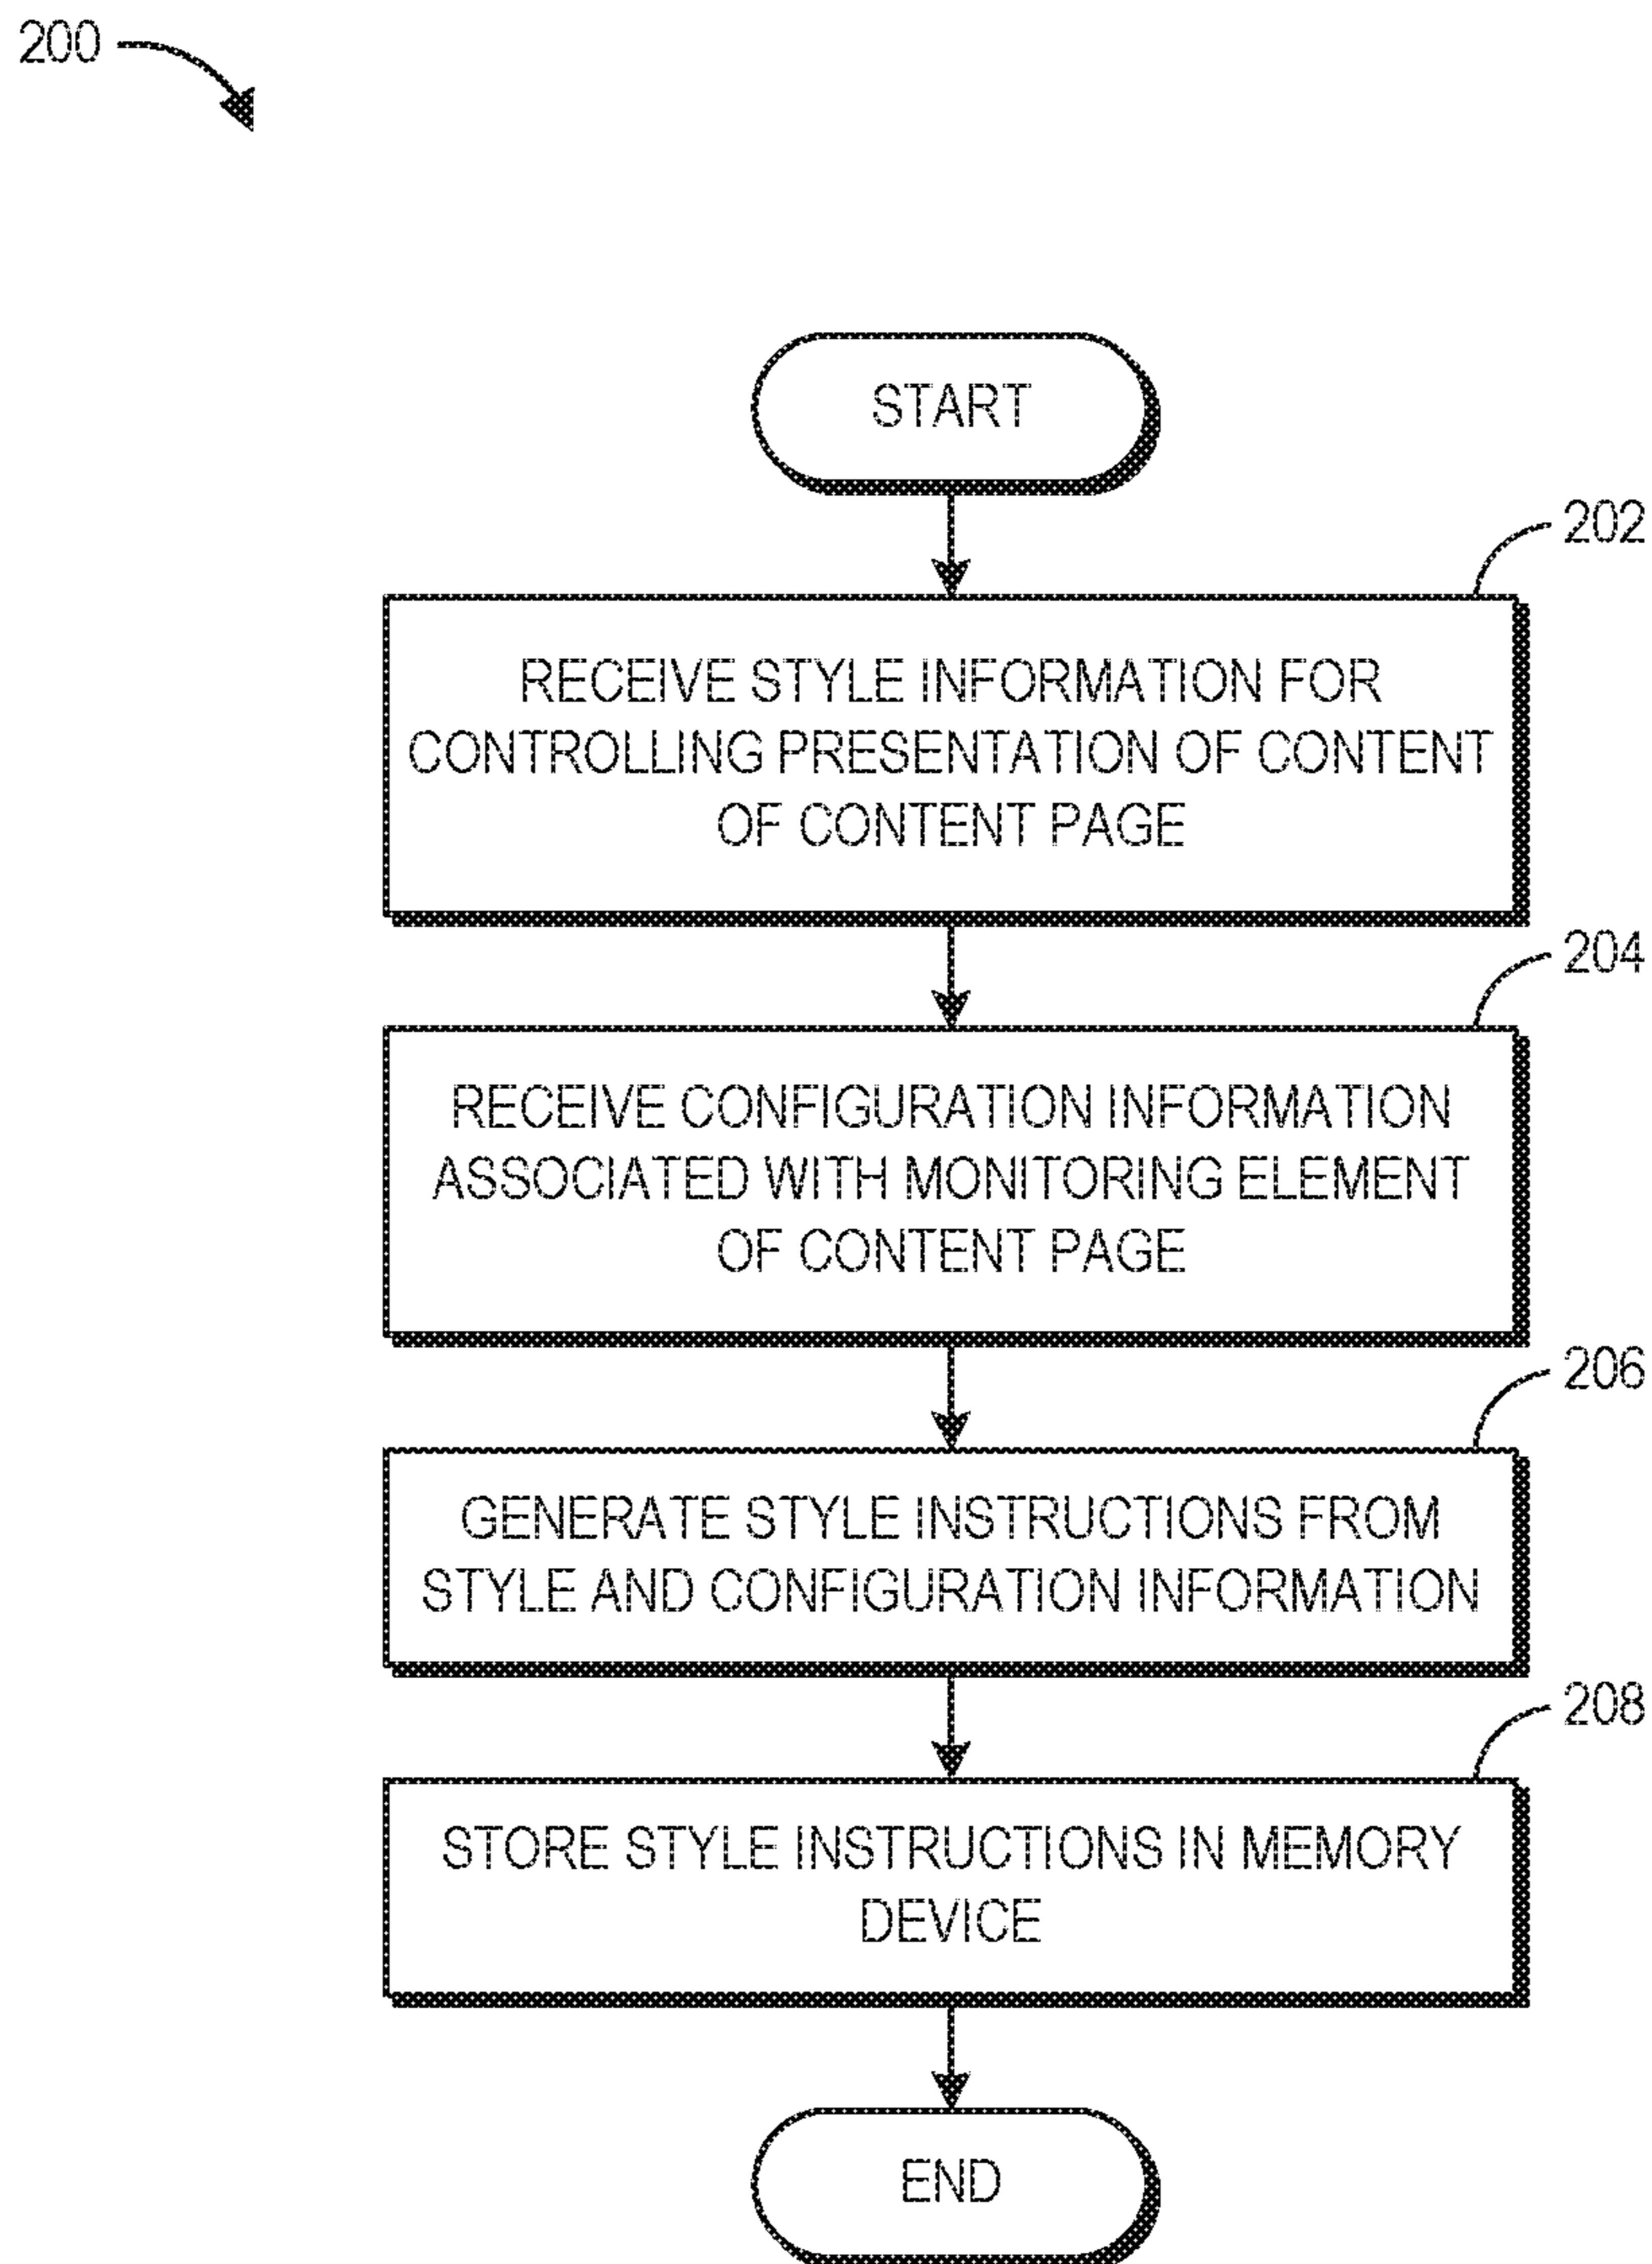 200
START
202
RECEIVE STYLE INFORMATION FOR
CONTROLLING PRESENTATION OF CONTENT
OF CONTENT PAGE
204
RECEIVE CONFIGURATION INFORMATION
ASSOCIATED WITH MONITORING ELEMENT
OF CONTENT PAGE
206
GENERATE STYLE INSTRUCTIONS FROM
STYLE AND CONFIGURATION INFORMATION
208
STORE STYLE INSTRUCTIONS IN MEMORY
DEVICE
END